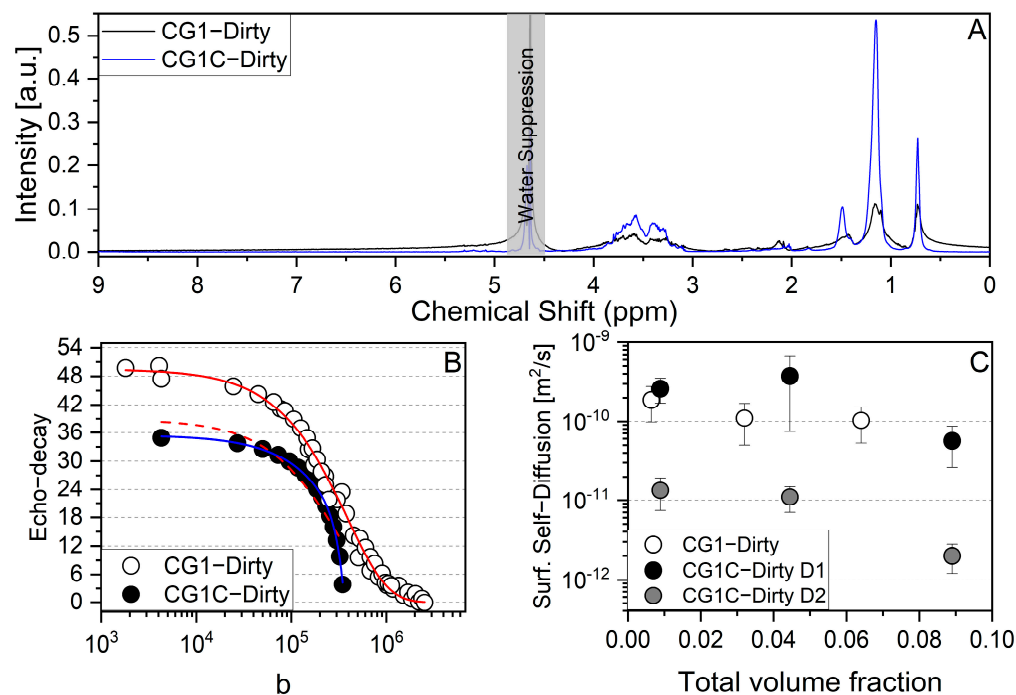 CG1−Dirty
CG1C−Dirty
A
Water Suppression
Intensity [a.u.]
0.5
0.4
0.3
0.2
0.1
0.0
9 8 7 6 5 4 3 2 1 0
Chemical Shift (ppm)
B
Echo−decay
54
48
42
36
30
24
18
12
6
0
CG1−Dirty
CG1C−Dirty
10³ 10⁴ 10⁵ 10⁶
b
C
Surf. Self−Diffusion [m²/s]
10⁻⁹
10⁻¹⁰
10⁻¹¹
10⁻¹²
CG1−Dirty
CG1C−Dirty D1
CG1C−Dirty D2
0.00 0.02 0.04 0.06 0.08 0.10
Total volume fraction